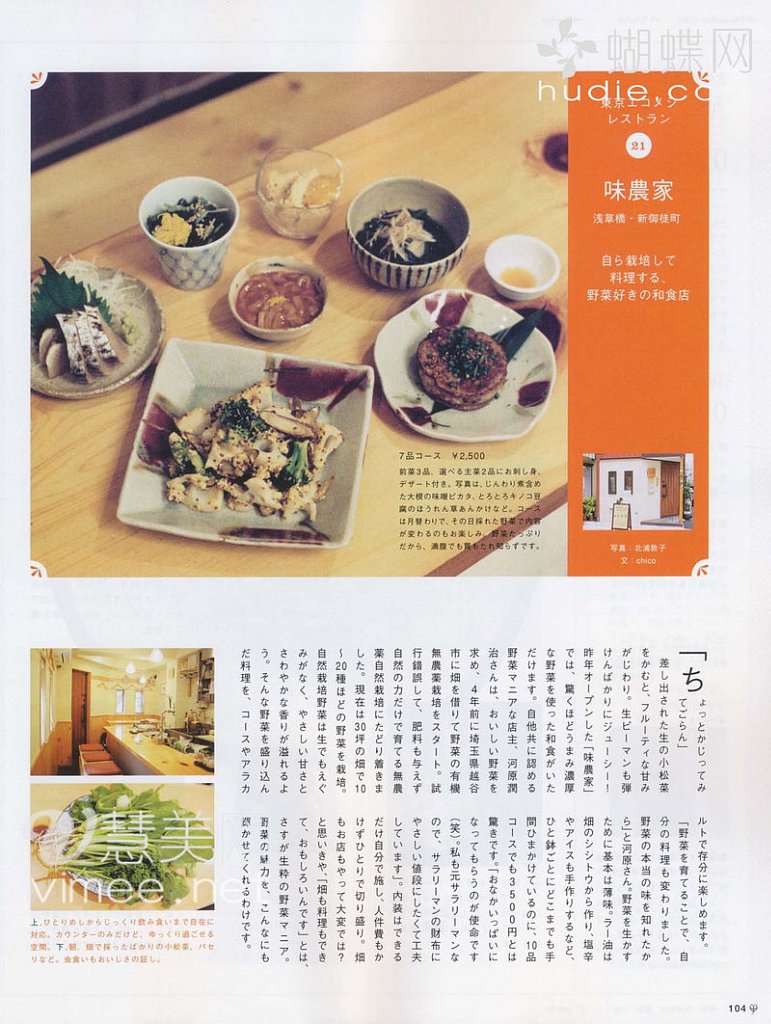 蝴蝶网
hudie.co
東京エコメシ
レストラン
21
味農家
浅草橋・新御徒町
自ら栽培して
料理する、
野菜好きの和食店
7品コース ¥2,500
前菜3品、選べる主菜2品にお刺し身、
デザート付き。写真は、じんわり素含め
た大根の味噌ピカタ、とろとろキノコ豆
腐のほうれん草あんかけなど。コース
は月替わりで、その日採れた野菜で内容
が変わるのもお楽しみ。野菜たっぷり
だから、満腹でも胃もたれ知らずです。
写真:北浦敦子
文:chico
「ちょっとかじってみ
てごらん」
差し出された生の小松菜
をかむと、フルーティな甘み
がじわり。生ピーマンも弾
けんばかりにジューシー!
昨年オープンした「味農家」
では、驚くほどうまみ濃厚
な野菜を使った和食がいた
だけます。自他共に認める
野菜マニアな店主、河原潤
治さんは、おいしい野菜を
求め、4年前に埼玉県越谷
市に畑を借りて野菜の有機
無農薬栽培をスタート。試
行錯誤して、肥料も与えず
自然の力だけで育てる無農
薬自然栽培にたどり着きま
した。現在は30坪の畑で10
〜20種ほどの野菜を栽培。
自然栽培野菜は生でもえぐ
みがなく、やさしい甘さと
さわやかな香りが溢れるよ
う。そんな野菜を盛り込ん
だ料理を、コースやアラカ
ルトで存分に楽しめます。
「野菜を育てることで、自
分の料理も変わりました。
野菜の本当の味を知れたか
ら」と河原さん。野菜を生かす
ために基本は薄味。ラー油は
畑のシシトウから作り、塩辛
やアイスも手作りするなど、
ひと鉢ごとにどこまでも手
間ひまかけているのに、10品
コースでも3500円とは
驚きです。「おなかいっぱいに
なってもらうのが使命です
(笑)。私も元サラリーマンな
ので、サラリーマンの財布に
やさしい値段にしたくて工夫
しています」。内装はできる
だけ自分で施し、人件費もか
けずひとりで切り盛り。畑
もお店もやって大変では?
と思いきや、「畑も料理もでき
て、おもしろいんです」とは、
さすが生粋の野菜マニア。
野菜の魅力を、こんなにも
聞かせてくれるわけです。
慧美
vimee.ne
上.ひとりめしからじっくり飲み食いまで自在に
対応。カウンターのみだけど、ゆっくり過ごせる
空間。下.朝、畑で採ったばかりの小松菜、パセ
リなど。虫食いもおいしさの証し。
104